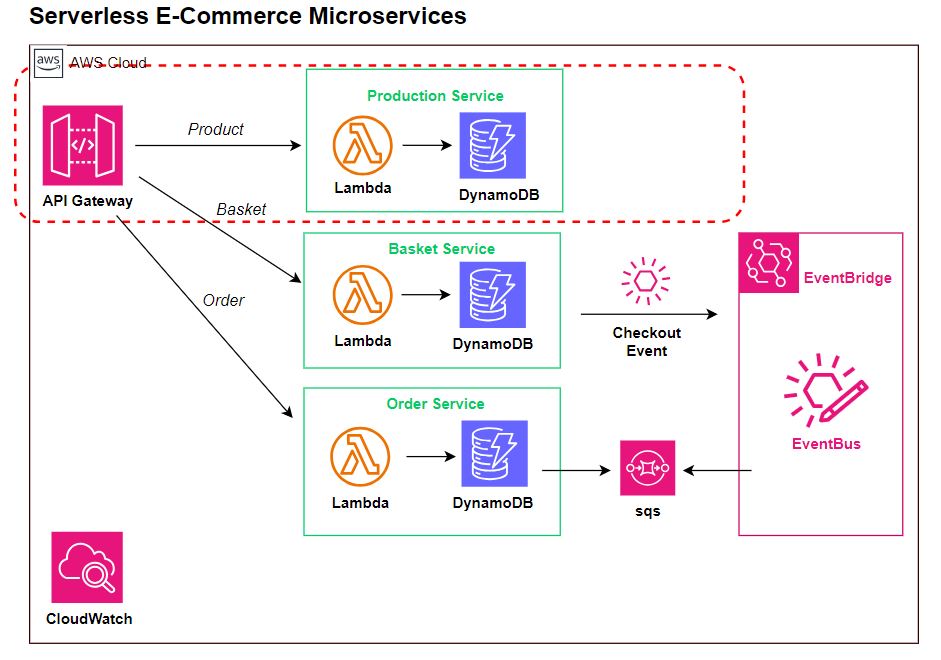 Serverless E-Commerce Microservices
aws
AWS Cloud
Production Service
Product
Lambda
DynamoDB
API Gateway
Basket
Basket Service
Lambda
DynamoDB
Checkout
Event
EventBridge
Order
Order Service
EventBus
Lambda
DynamoDB
sqs
CloudWatch